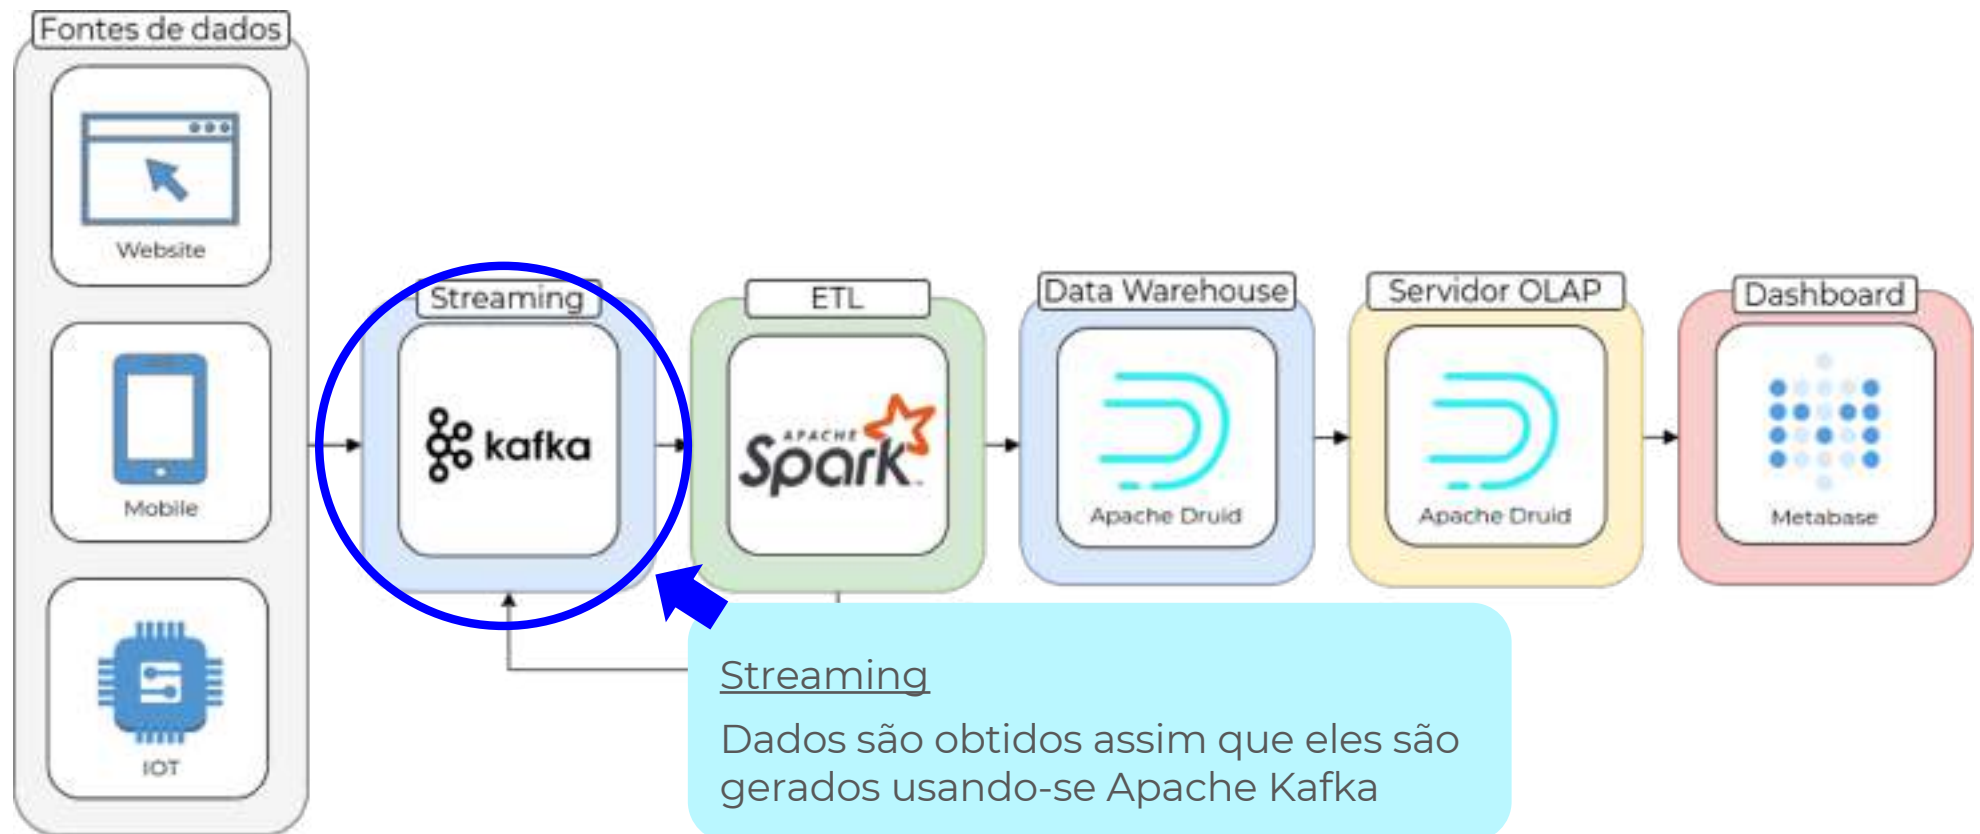 Fontes de dados
Website
Mobile
IOT
Streaming
kafka
ETL
APACHE
Spark
Data Warehouse
Apache Druid
Servidor OLAP
Apache Druid
Dashboard
Metabase
Streaming
Dados são obtidos assim que eles são
gerados usando-se Apache Kafka